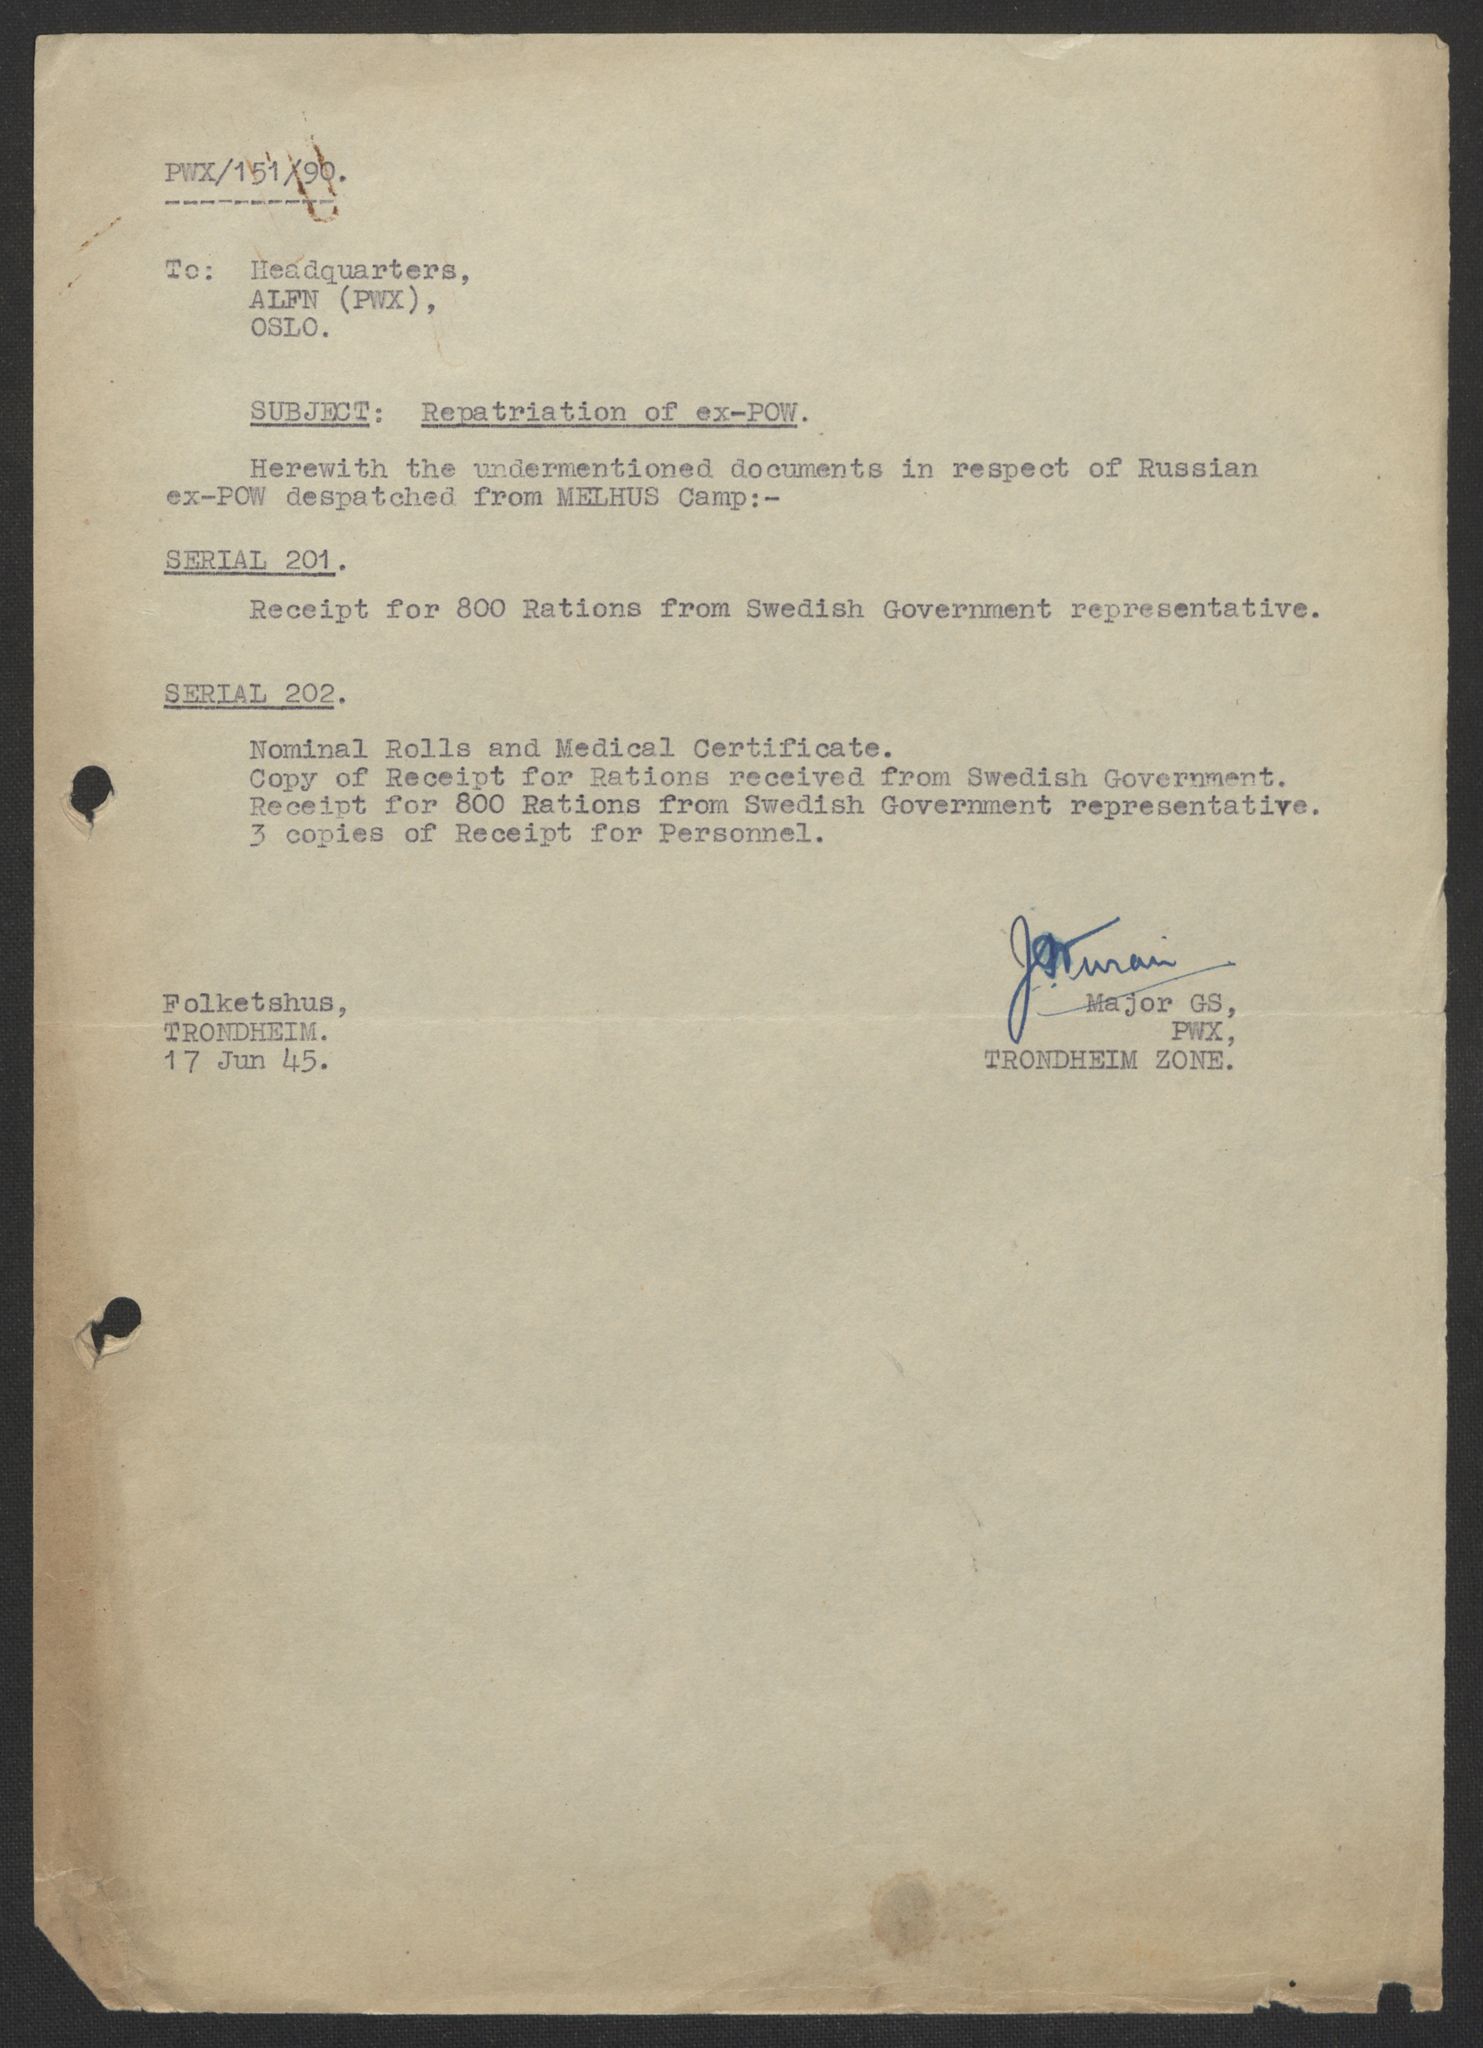 PWX/151/90.
To: Headquarters,
ALFN (PWX),
OSLO.
SUBJECT: Repatriation of ex-POW.
Herewith the undermentioned documents in respect of Russian
ex-POW despatched from MELHUS Camp:-
SERIAL 201.
Receipt for 800 Rations from Swedish Government representative.
SERIAL 202.
Nominal Rolls and Medical Certificate.
Copy of Receipt for Rations received from Swedish Government.
Receipt for 800 Rations from Swedish Government representative.
3 copies of Receipt for Personnel.
Folketshus,
TRONDHEIM.
17 Jun 45.
Major GS,
PWX,
TRONDHEIM ZONE.